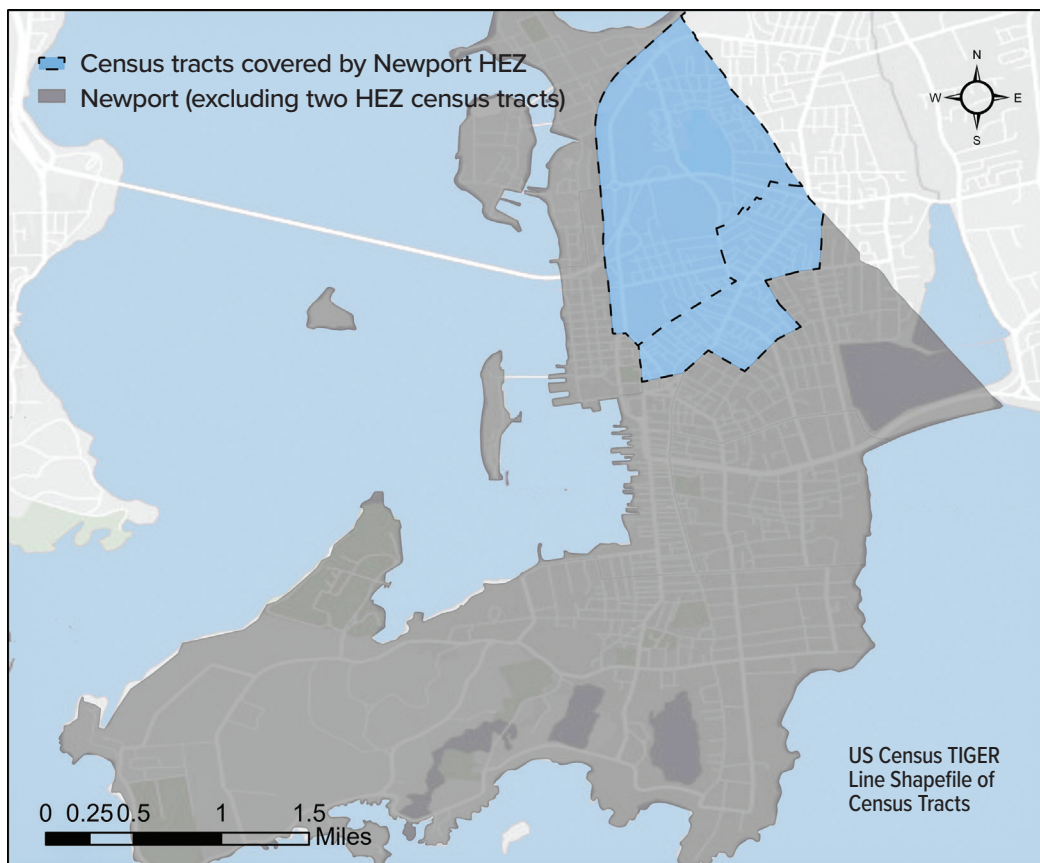 Census tracts covered by Newport HEZ
Newport (excluding two HEZ census tracts)
N
W E
S
US Census TIGER
Line Shapefile of
Census Tracts
0 0.25 0.5 1 1.5
Miles